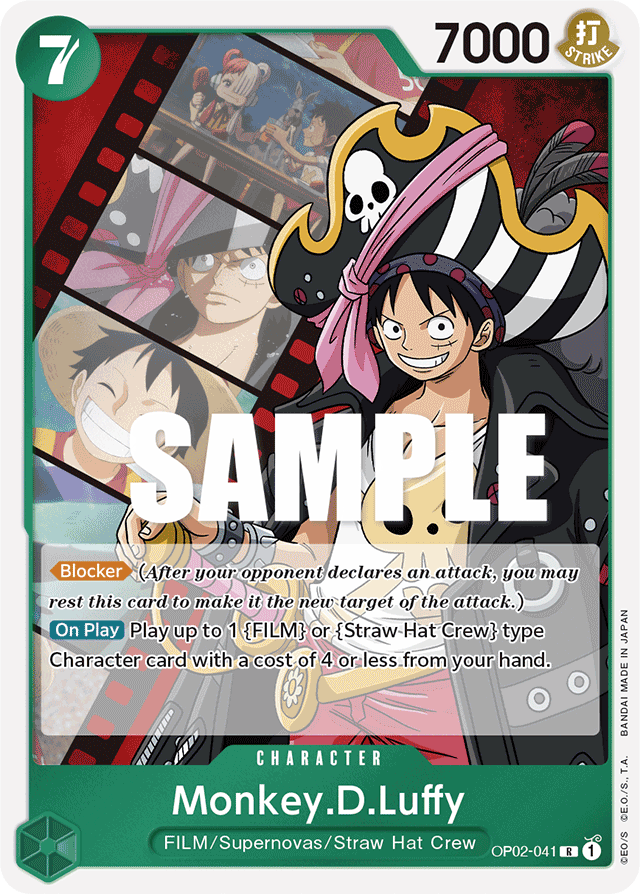 7
7000
打
STRIKE
SAMPLE
Blocker (After your opponent declares an attack, you may
rest this card to make it the new target of the attack.)
On Play Play up to 1 {FILM} or {Straw Hat Crew} type
Character card with a cost of 4 or less from your hand.
CHARACTER
Monkey.D.Luffy
FILM/Supernovas/Straw Hat Crew
OP02-041 R 1
©E.O/S ©E.O./S., T.A. BANDAI MADE IN JAPAN